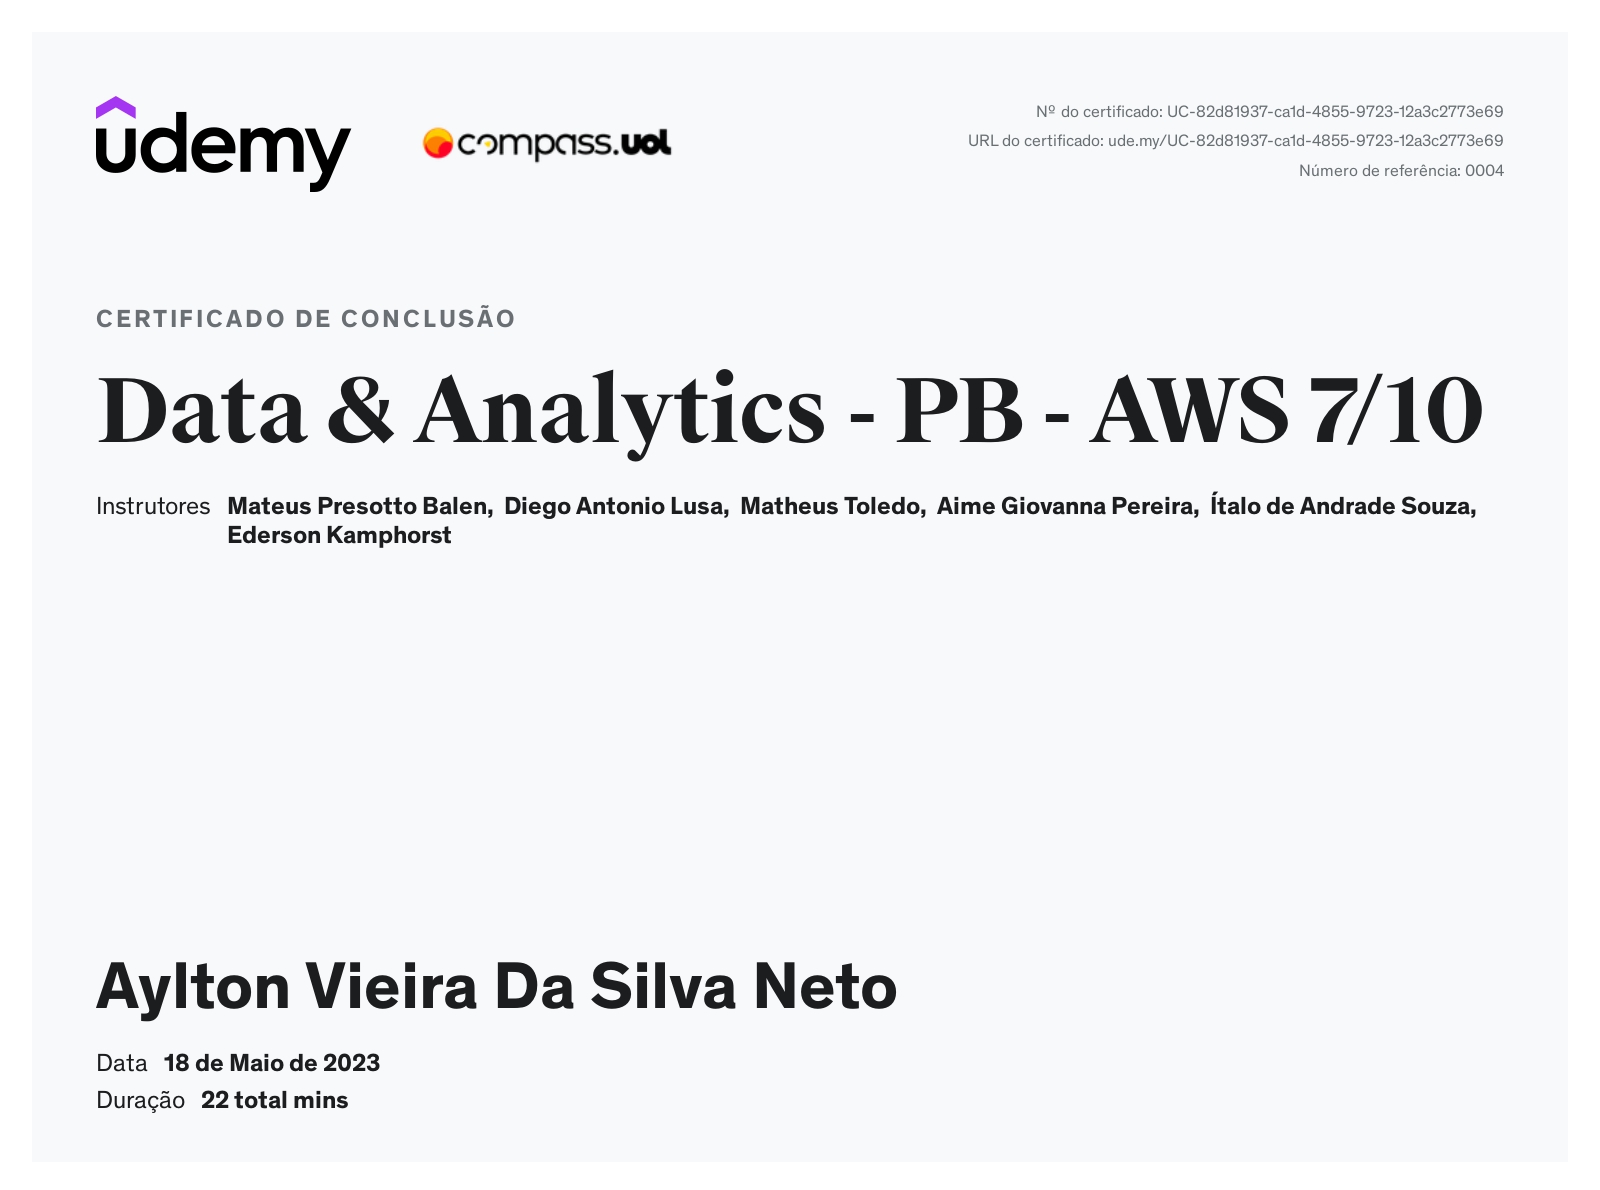 udemy
compass.uol
Nº do certificado: UC-82d81937-ca1d-4855-9723-12a3c2773e69
URL do certificado: ude.my/UC-82d81937-ca1d-4855-9723-12a3c2773e69
Número de referência: 0004
CERTIFICADO DE CONCLUSÃO
Data & Analytics - PB - AWS 7/10
Instrutores Mateus Presotto Balen, Diego Antonio Lusa, Matheus Toledo, Aime Giovanna Pereira, Ítalo de Andrade Souza,
Ederson Kamphorst
Aylton Vieira Da Silva Neto
Data 18 de Maio de 2023
Duração 22 total mins